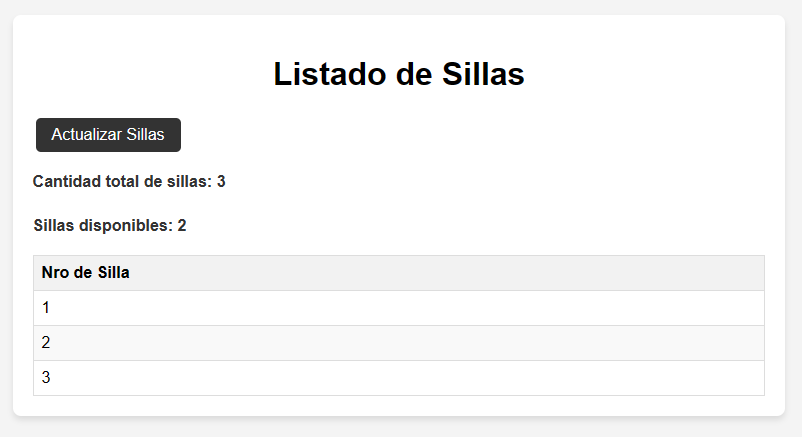 Listado de Sillas
Actualizar Sillas
Cantidad total de sillas: 3
Sillas disponibles: 2
Nro de Silla
1
2
3